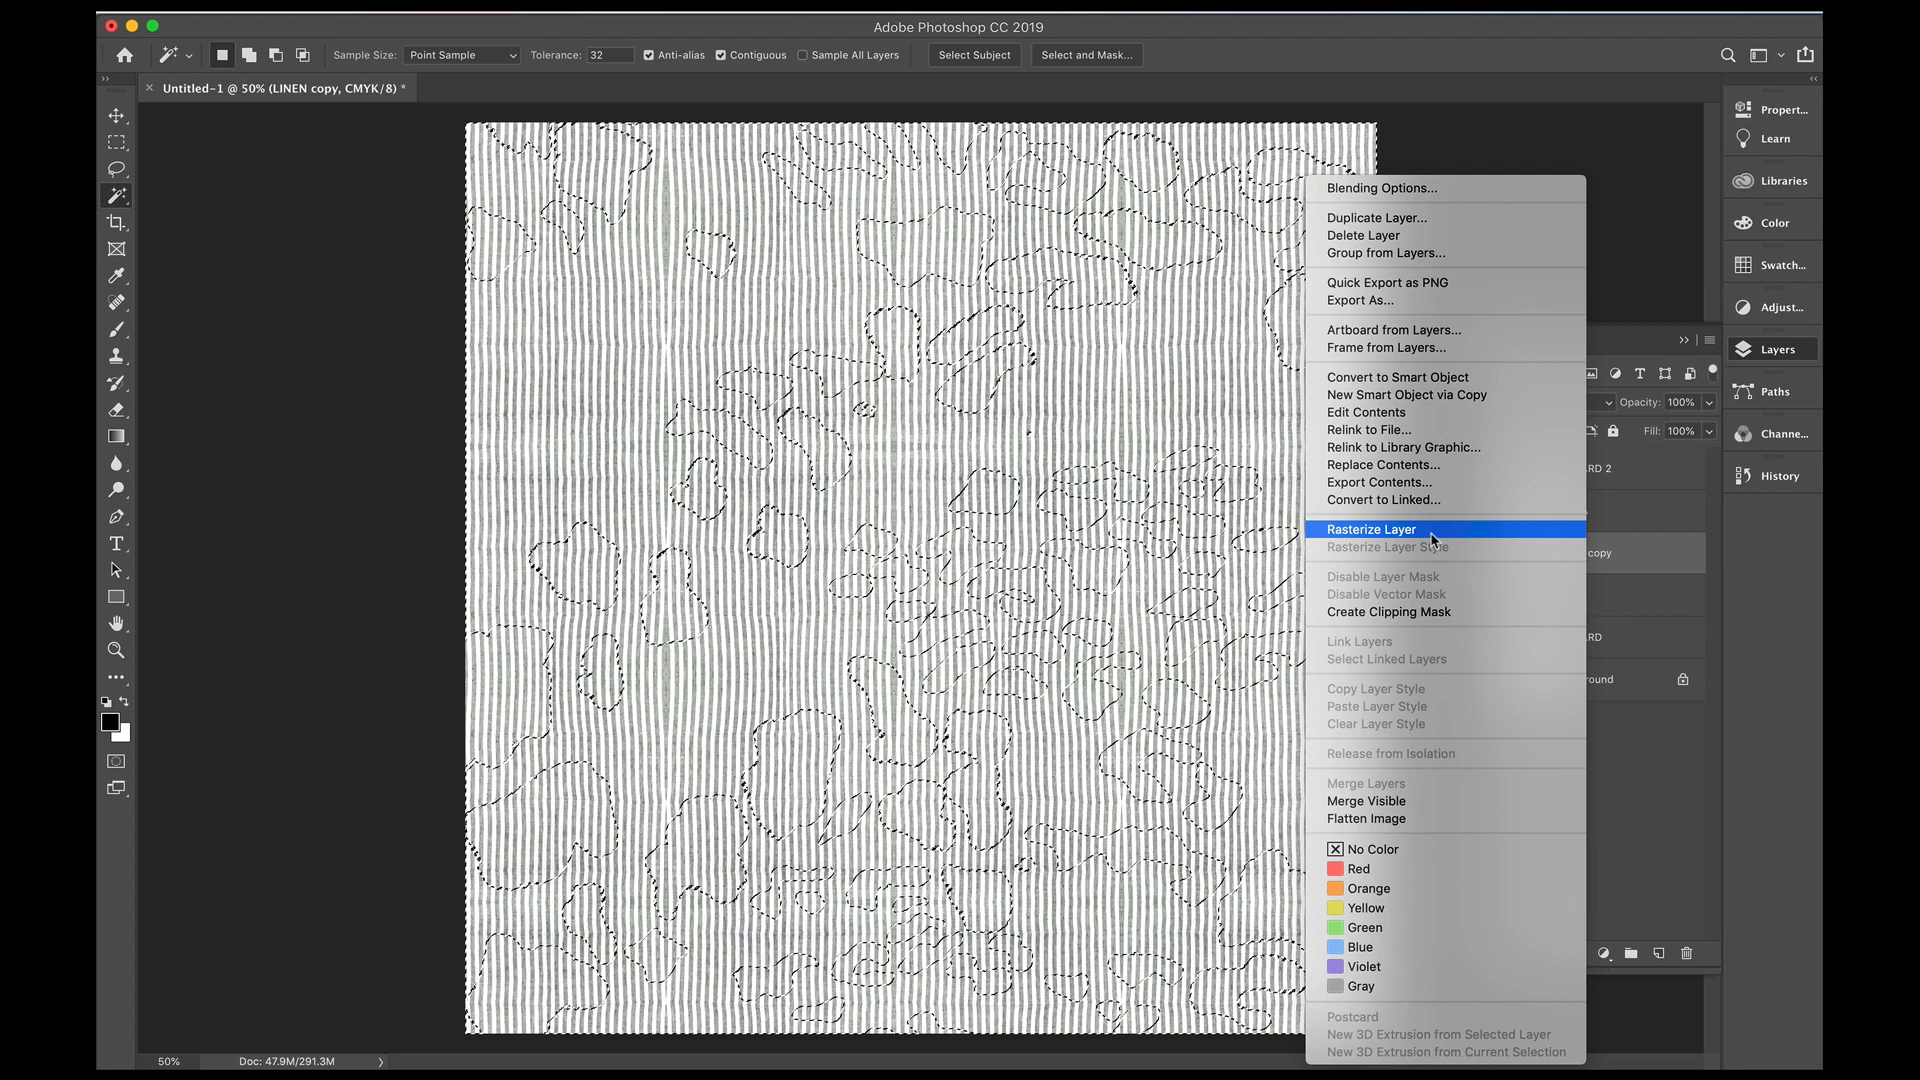 Adobe Photoshop CC 2019
Sample Size: Point Sample Tolerance: 32 Anti-alias Contiguous Sample All Layers Select Subject Select and Mask...
Untitled-1 @ 50% (LINEN copy, CMYK/8) *
Propert...
Learn
Libraries
Color
Swatch...
Adjust...
Layers
Paths
Channe...
History
Blending Options...
Duplicate Layer...
Delete Layer
Group from Layers...
Quick Export as PNG
Export As...
Artboard from Layers...
Frame from Layers...
Convert to Smart Object
New Smart Object via Copy
Edit Contents
Relink to File...
Relink to Library Graphic...
Replace Contents...
Export Contents...
Convert to Linked...
Rasterize Layer
Rasterize Layer Style
Disable Layer Mask
Disable Vector Mask
Create Clipping Mask
Link Layers
Select Linked Layers
Copy Layer Style
Paste Layer Style
Clear Layer Style
Release from Isolation
Merge Layers
Merge Visible
Flatten Image
No Color
Red
Orange
Yellow
Green
Blue
Violet
Gray
Postcard
New 3D Extrusion from Selected Layer
New 3D Extrusion from Current Selection
Opacity: 100%
Fill: 100%
RD 2
copy
RD
round
50% Doc: 47.9M/291.3M